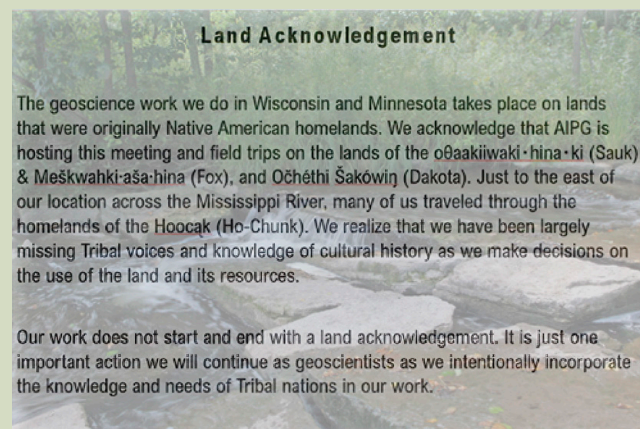 Land Acknowledgement
The geoscience work we do in Wisconsin and Minnesota takes place on lands
that were originally Native American homelands. We acknowledge that AIPG is
hosting this meeting and field trips on the lands of the oθaakiiwaki·hina·ki (Sauk)
& Meškwahki·aša·hina (Fox), and Očhéthi Šakówiŋ (Dakota). Just to the east of
our location across the Mississippi River, many of us traveled through the
homelands of the Hoocąk (Ho-Chunk). We realize that we have been largely
missing Tribal voices and knowledge of cultural history as we make decisions on
the use of the land and its resources.
Our work does not start and end with a land acknowledgement. It is just one
important action we will continue as geoscientists as we intentionally incorporate
the knowledge and needs of Tribal nations in our work.